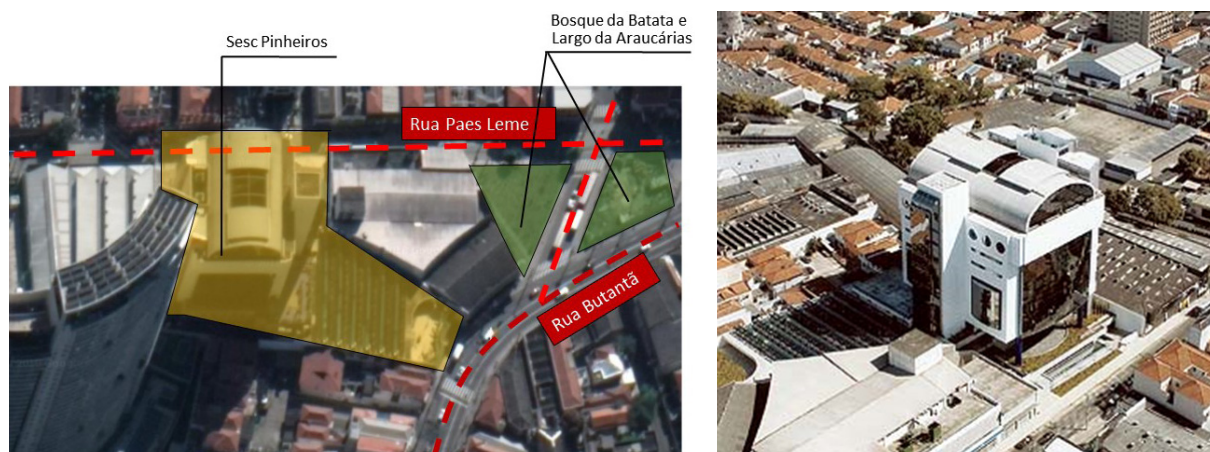 Sesc Pinheiros
Bosque da Batata e
Largo da Araucárias
Rua Paes Leme
Rua Butantã